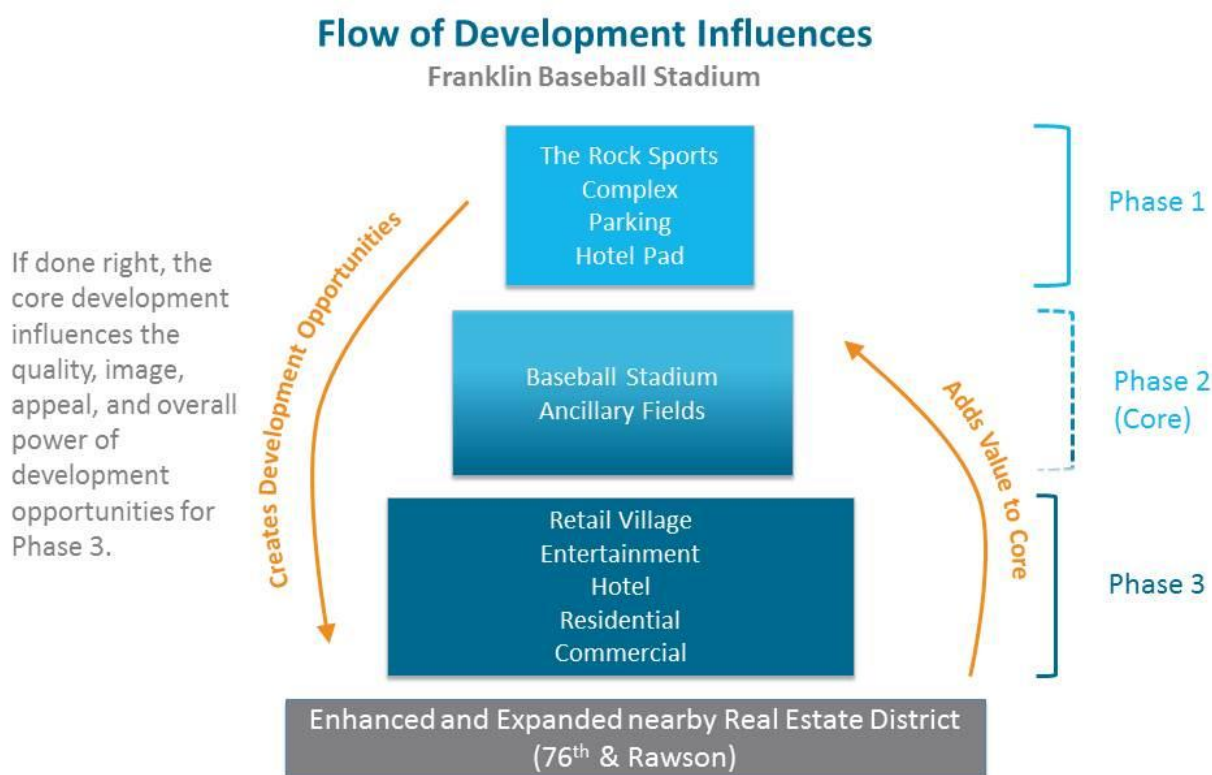 Flow of Development Influences
Franklin Baseball Stadium
The Rock Sports
Complex
Parking
Hotel Pad
Phase 1
Creates Development Opportunities
If done right, the
core development
influences the
quality, image,
appeal, and overall
power of
development
opportunities for
Phase 3.
Baseball Stadium
Ancillary Fields
Adds Value to Core
Phase 2
(Core)
Retail Village
Entertainment
Hotel
Residential
Commercial
Phase 3
Enhanced and Expanded nearby Real Estate District
(76th & Rawson)